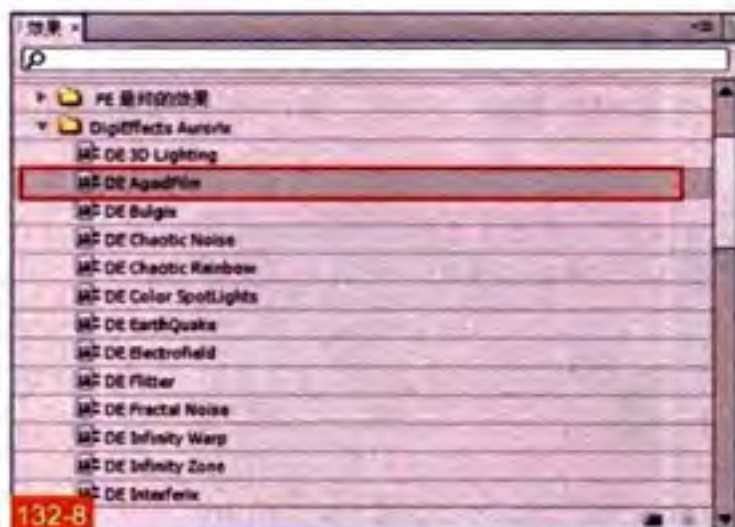 效果 ×
PE 最帅的效果
DigiEffects Aurorix
DE 3D Lighting
DE AgedFilm
DE Bulgix
DE Chaotic Noise
DE Chaotic Rainbow
DE Color SpotLights
DE EarthQuake
DE Electrofield
DE Flitter
DE Fractal Noise
DE Infinity Warp
DE Infinity Zone
DE Interferix
132-8